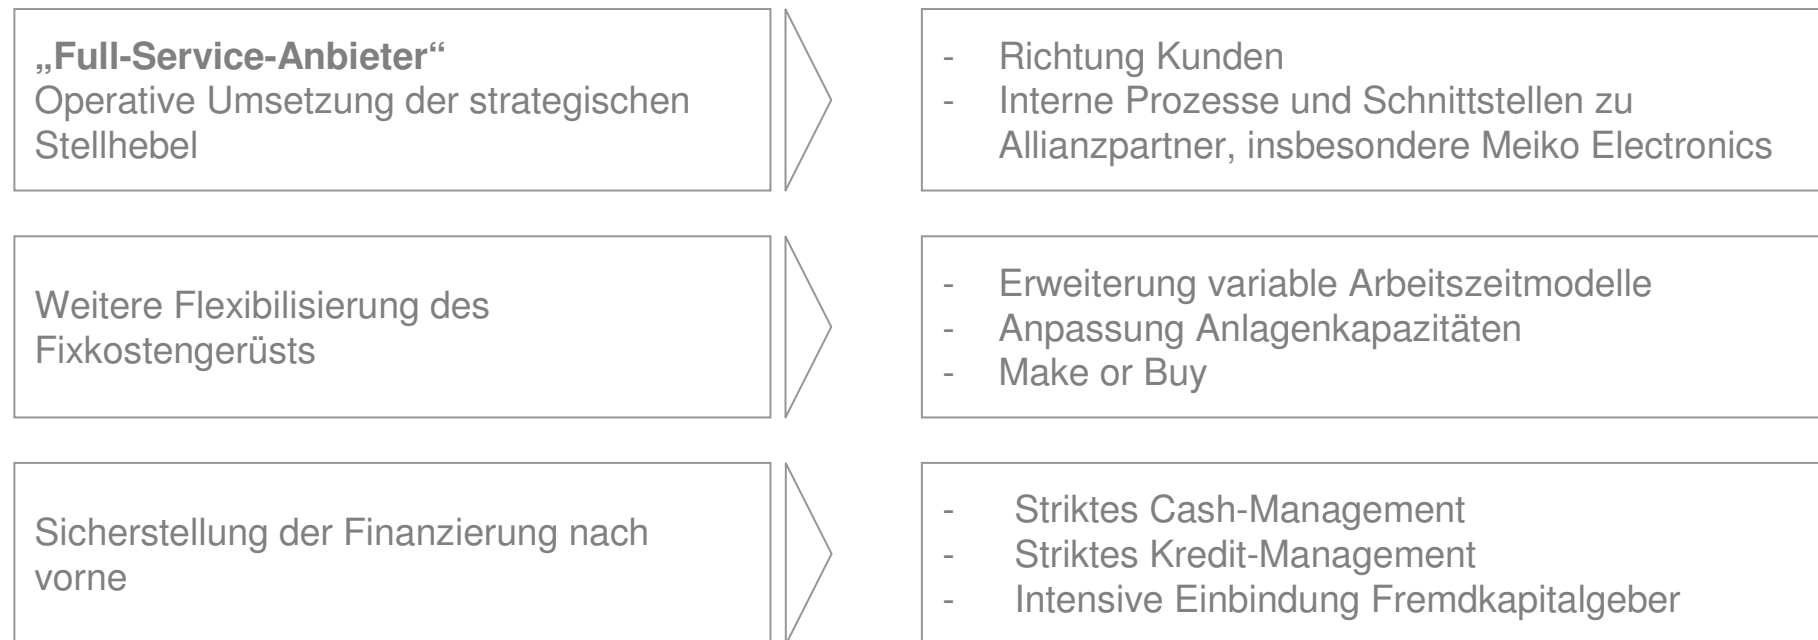 „Full-Service-Anbieter“
Operative Umsetzung der strategischen
Stellhebel
- Richtung Kunden
- Interne Prozesse und Schnittstellen zu
Allianzpartner, insbesondere Meiko Electronics
Weitere Flexibilisierung des
Fixkostengerüsts
- Erweiterung variable Arbeitszeitmodelle
- Anpassung Anlagenkapazitäten
- Make or Buy
Sicherstellung der Finanzierung nach
vorne
- Striktes Cash-Management
- Striktes Kredit-Management
- Intensive Einbindung Fremdkapitalgeber